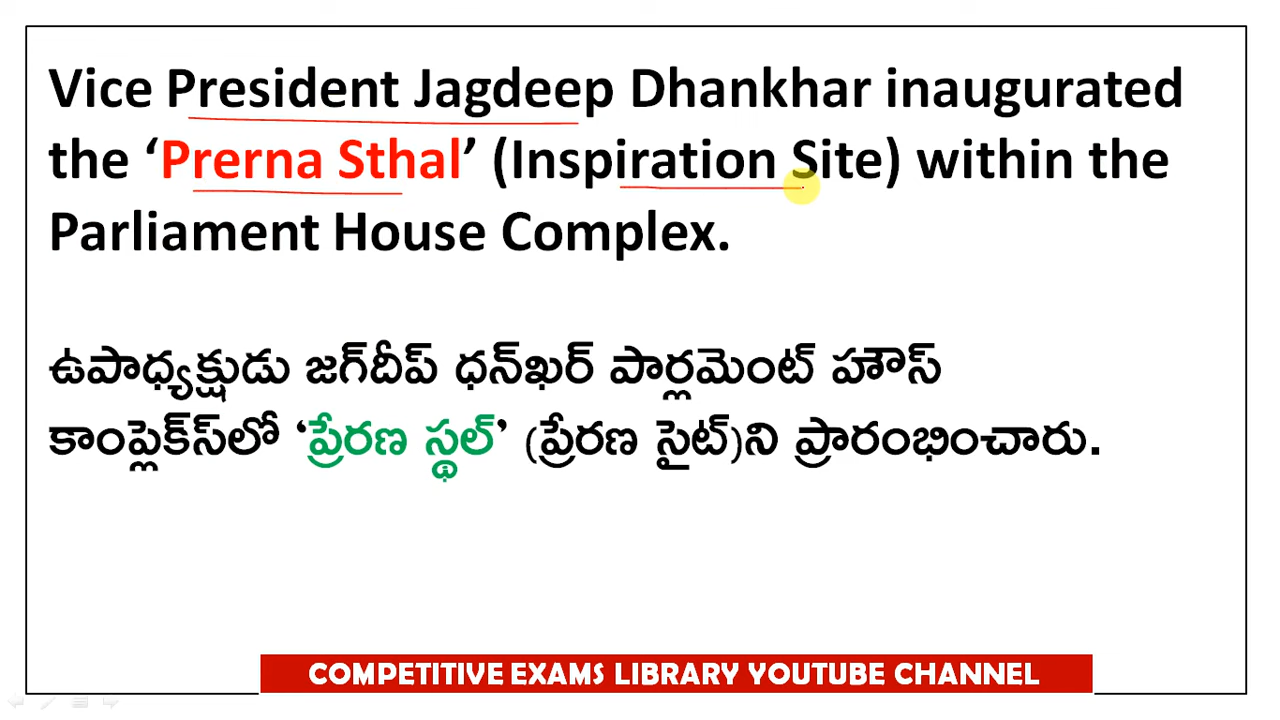 Vice President Jagdeep Dhankhar inaugurated
the ‘Prerna Sthal’ (Inspiration Site) within the
Parliament House Complex.
ఉపాధ్యక్షుడు జగ్‌దీప్ ధన్‌ఖర్ పార్లమెంట్ హౌస్
కాంప్లెక్స్‌లో ‘ప్రేరణ స్థల్’ (ప్రేరణ సైట్)ని ప్రారంభించారు.
COMPETITIVE EXAMS LIBRARY YOUTUBE CHANNEL